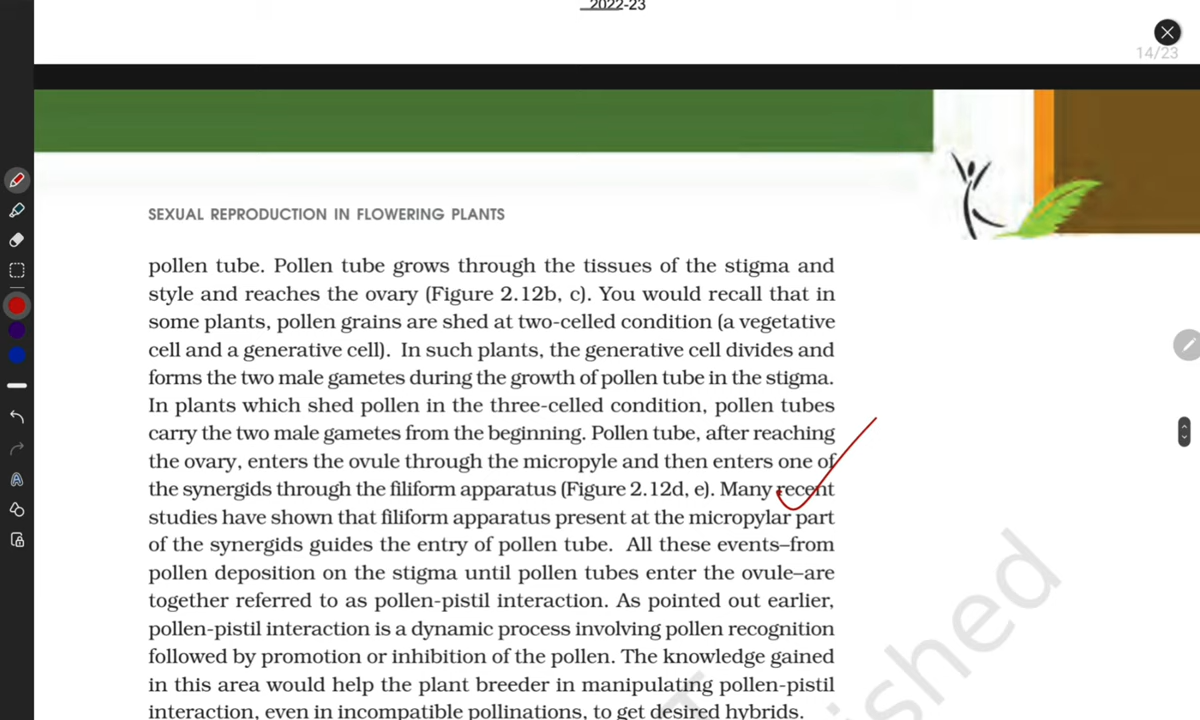 2022-23
14/23
SEXUAL REPRODUCTION IN FLOWERING PLANTS
pollen tube. Pollen tube grows through the tissues of the stigma and
style and reaches the ovary (Figure 2.12b, c). You would recall that in
some plants, pollen grains are shed at two-celled condition (a vegetative
cell and a generative cell). In such plants, the generative cell divides and
forms the two male gametes during the growth of pollen tube in the stigma.
In plants which shed pollen in the three-celled condition, pollen tubes
carry the two male gametes from the beginning. Pollen tube, after reaching
the ovary, enters the ovule through the micropyle and then enters one of
the synergids through the filiform apparatus (Figure 2.12d, e). Many recent
studies have shown that filiform apparatus present at the micropylar part
of the synergids guides the entry of pollen tube. All these events–from
pollen deposition on the stigma until pollen tubes enter the ovule–are
together referred to as pollen-pistil interaction. As pointed out earlier,
pollen-pistil interaction is a dynamic process involving pollen recognition
followed by promotion or inhibition of the pollen. The knowledge gained
in this area would help the plant breeder in manipulating pollen-pistil
interaction, even in incompatible pollinations, to get desired hybrids.
shed